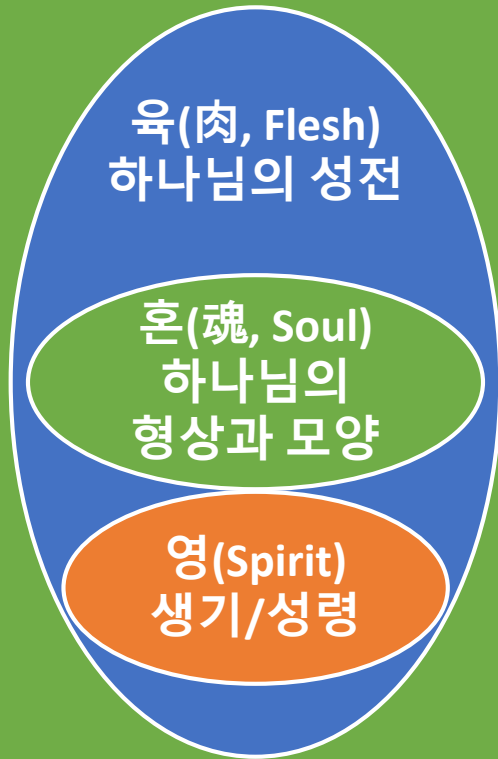 육(肉, Flesh)
하나님의 성전
혼(魂, Soul)
하나님의
형상과 모양
영(Spirit)
생기/성령